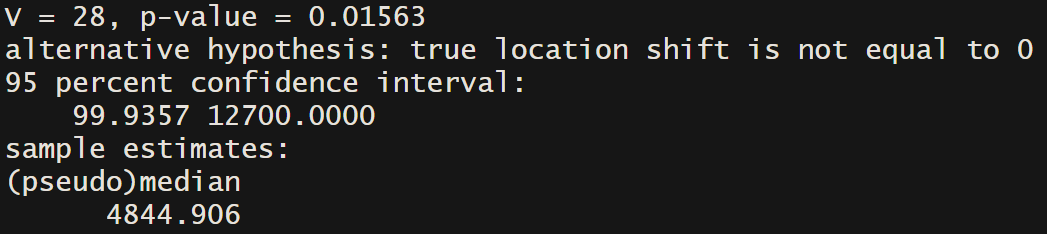 V = 28, p-value = 0.01563
alternative hypothesis: true location shift is not equal to 0
95 percent confidence interval:
    99.9357 12700.0000
sample estimates:
(pseudo)median
      4844.906